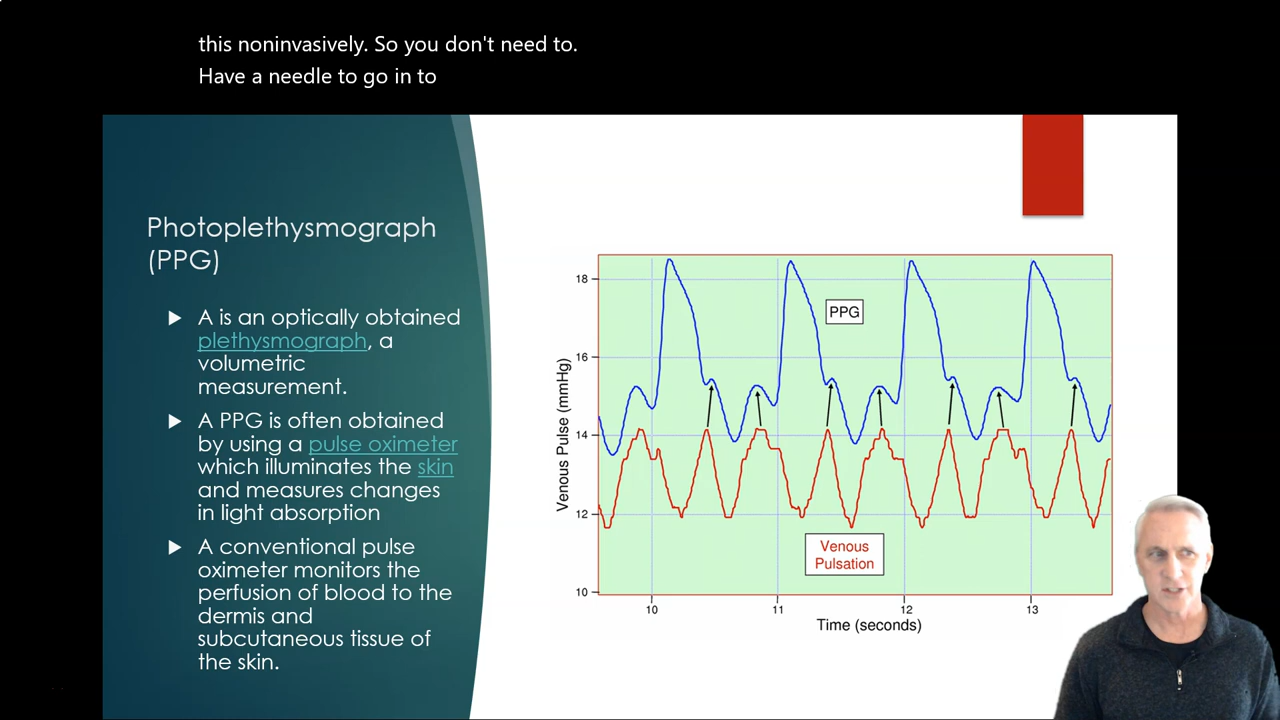 this noninvasively. So you don't need to.
Have a needle to go in to
Photoplethysmograph
(PPG)
A is an optically obtained
plethysmograph, a
volumetric
measurement.
A PPG is often obtained
by using a pulse oximeter
which illuminates the skin
and measures changes
in light absorption
A conventional pulse
oximeter monitors the
perfusion of blood to the
dermis and
subcutaneous tissue of
the skin.
Venous Pulse (mmHg)
18
16
14
12
10
PPG
Venous
Pulsation
10 11 12 13
Time (seconds)